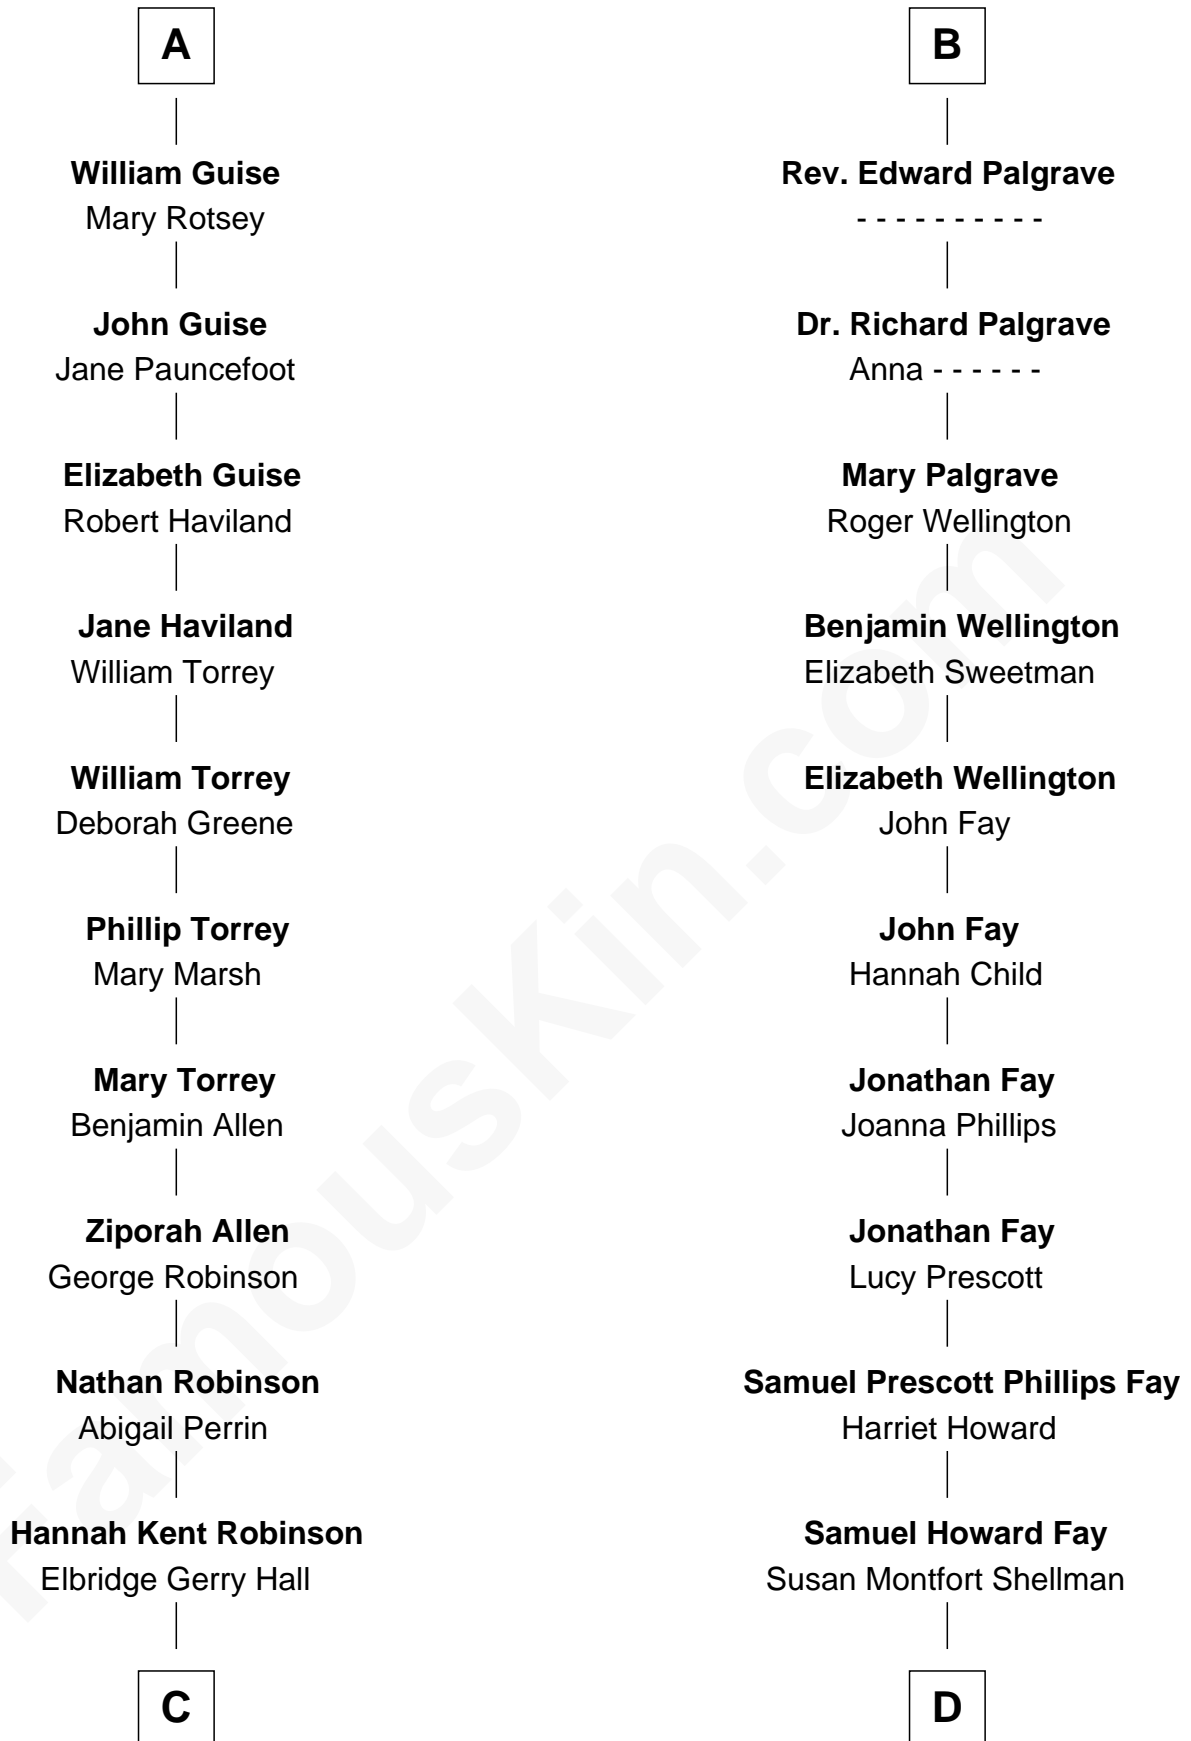 A
William Guise
Mary Rotsey
John Guise
Jane Pauncefoot
Elizabeth Guise
Robert Haviland
Jane Haviland
William Torrey
William Torrey
Deborah Greene
Phillip Torrey
Mary Marsh
Mary Torrey
Benjamin Allen
Ziporah Allen
George Robinson
Nathan Robinson
Abigail Perrin
Hannah Kent Robinson
Elbridge Gerry Hall
C
B
Rev. Edward Palgrave
- - - - - - - - - -
Dr. Richard Palgrave
Anna - - - - - -
Mary Palgrave
Roger Wellington
Benjamin Wellington
Elizabeth Sweetman
Elizabeth Wellington
John Fay
John Fay
Hannah Child
Jonathan Fay
Joanna Phillips
Jonathan Fay
Lucy Prescott
Samuel Prescott Phillips Fay
Harriet Howard
Samuel Howard Fay
Susan Montfort Shellman
D
famouskin.com